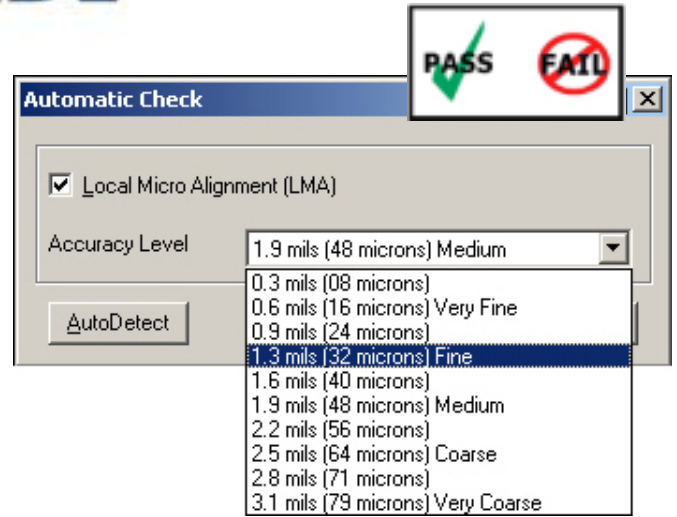 PASS FAIL
Automatic Check
Local Micro Alignment (LMA)
Accuracy Level
1.9 mils (48 microns) Medium
0.3 mils (08 microns)
0.6 mils (16 microns) Very Fine
AutoDetect
0.9 mils (24 microns)
1.3 mils (32 microns) Fine
1.6 mils (40 microns)
1.9 mils (48 microns) Medium
2.2 mils (56 microns)
2.5 mils (64 microns) Coarse
2.8 mils (71 microns)
3.1 mils (79 microns) Very Coarse